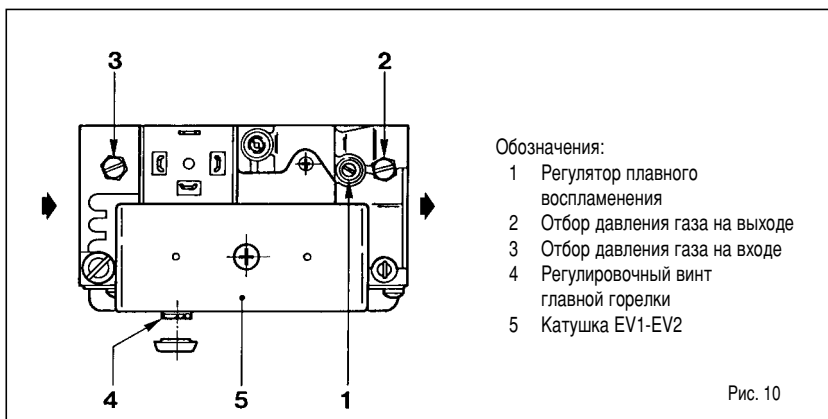 3
2
Обозначения:
1 Регулятор плавного
воспламенения
2 Отбор давления газа на выходе
3 Отбор давления газа на входе
4 Регулировочный винт
главной горелки
5 Катушка EV1-EV2
4
5
1
Рис. 10